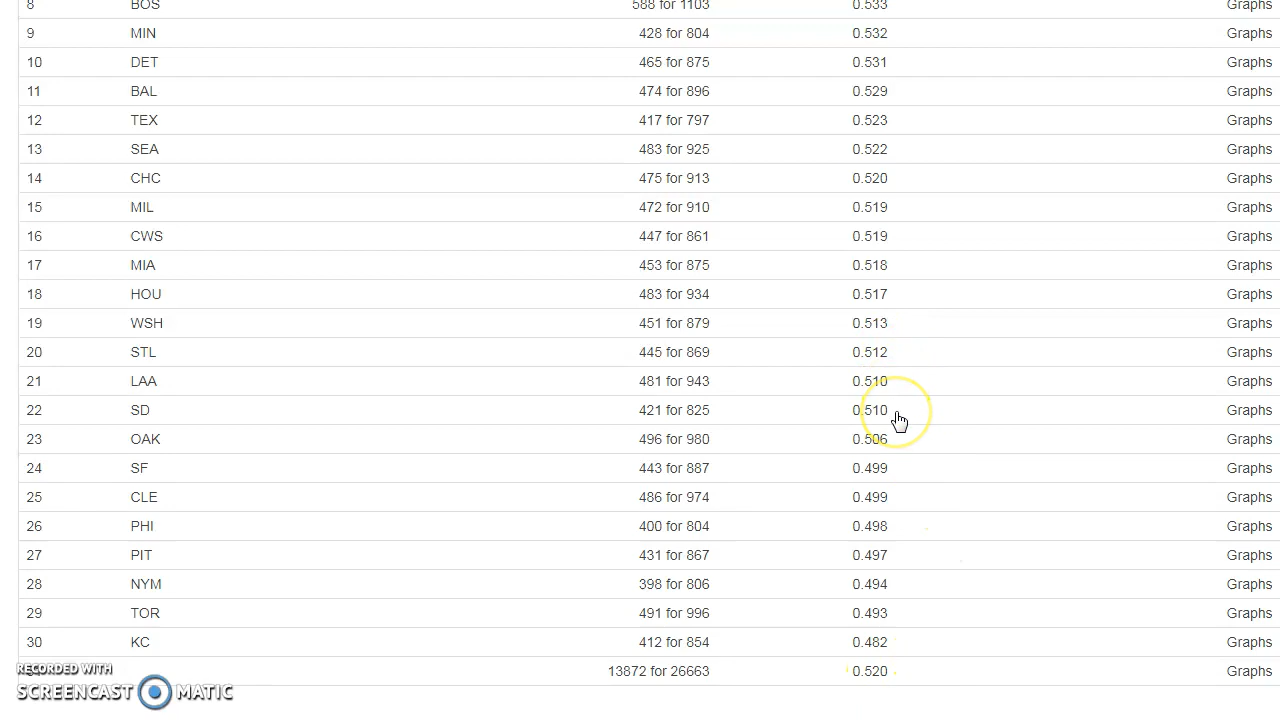 8 BOS 588 for 1103 0.533 Graphs
9 MIN 428 for 804 0.532 Graphs
10 DET 465 for 875 0.531 Graphs
11 BAL 474 for 896 0.529 Graphs
12 TEX 417 for 797 0.523 Graphs
13 SEA 483 for 925 0.522 Graphs
14 CHC 475 for 913 0.520 Graphs
15 MIL 472 for 910 0.519 Graphs
16 CWS 447 for 861 0.519 Graphs
17 MIA 453 for 875 0.518 Graphs
18 HOU 483 for 934 0.517 Graphs
19 WSH 451 for 879 0.513 Graphs
20 STL 445 for 869 0.512 Graphs
21 LAA 481 for 943 0.510 Graphs
22 SD 421 for 825 0.510 Graphs
23 OAK 496 for 980 0.506 Graphs
24 SF 443 for 887 0.499 Graphs
25 CLE 486 for 974 0.499 Graphs
26 PHI 400 for 804 0.498 Graphs
27 PIT 431 for 867 0.497 Graphs
28 NYM 398 for 806 0.494 Graphs
29 TOR 491 for 996 0.493 Graphs
30 KC 412 for 854 0.482 Graphs
13872 for 26663 0.520 Graphs
RECORDED WITH
SCREENCAST MATIC